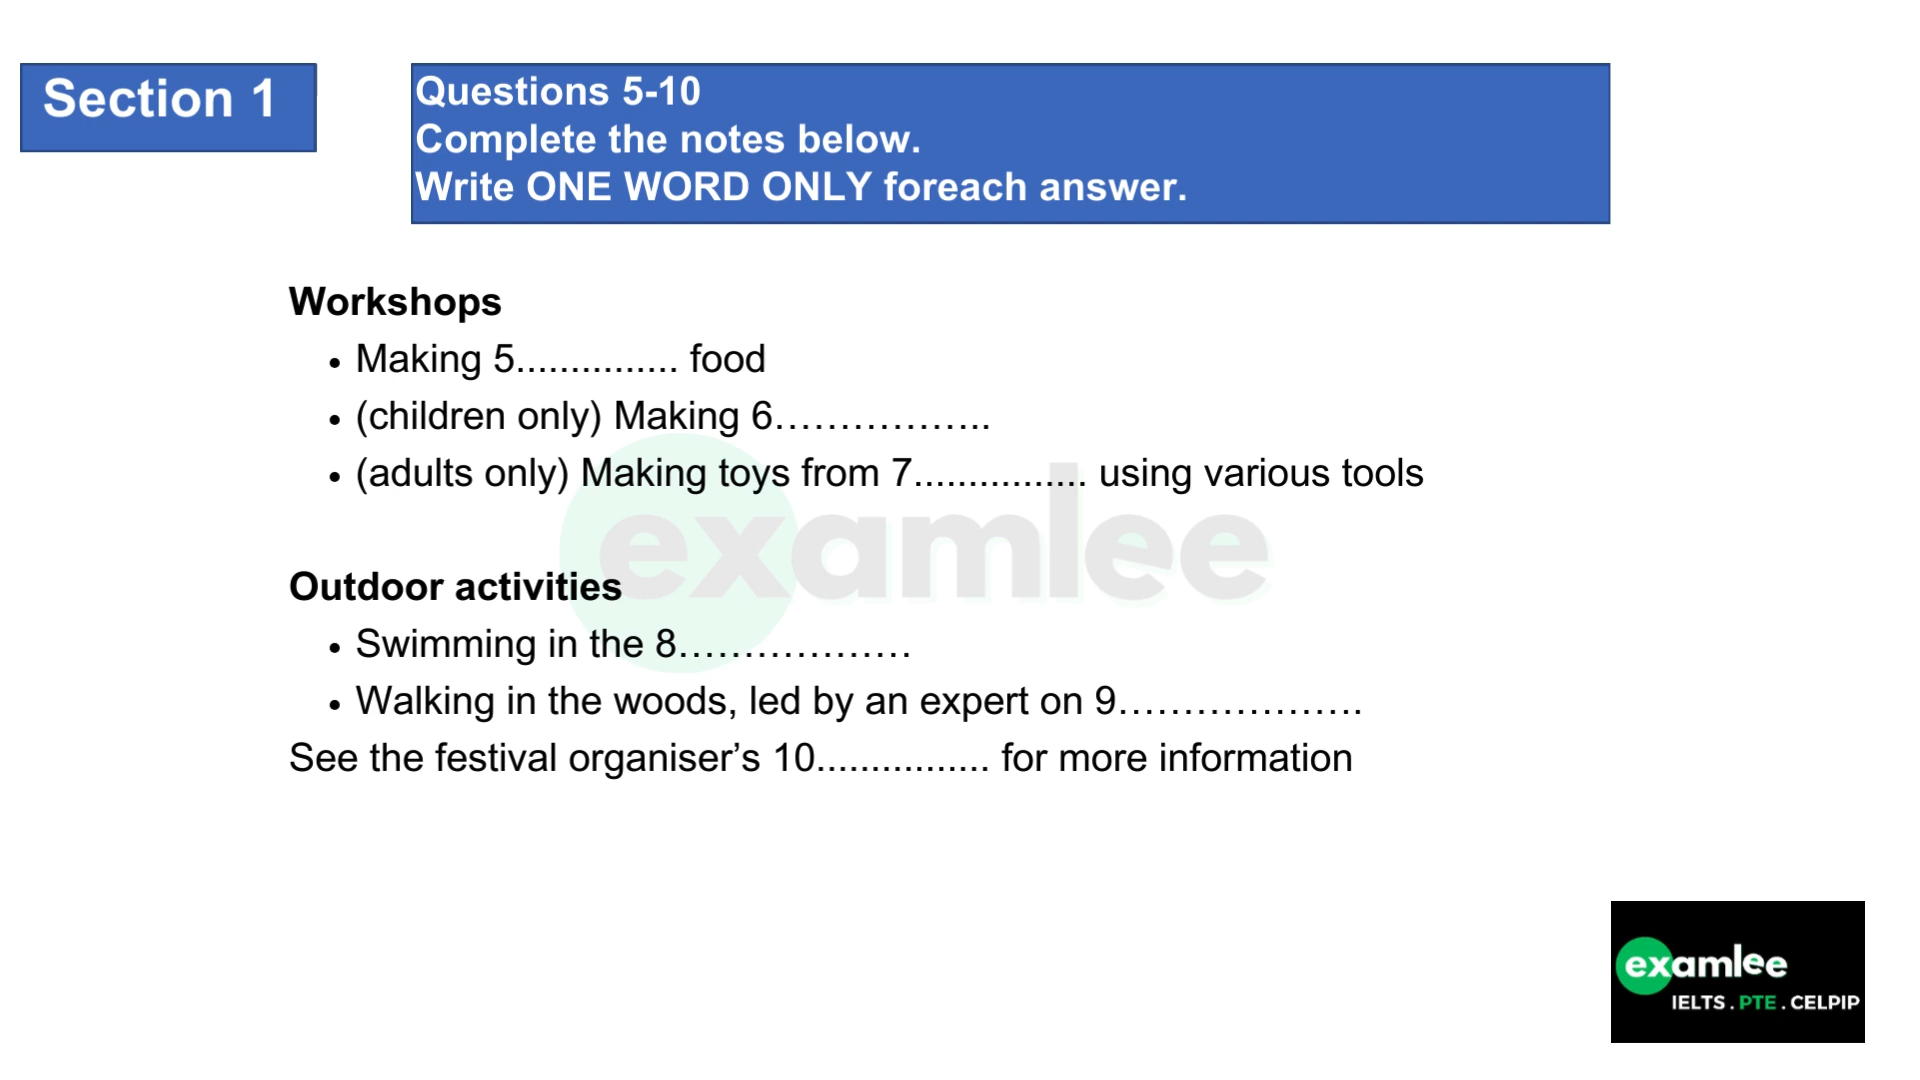 Section 1
Questions 5-10
Complete the notes below.
Write ONE WORD ONLY foreach answer.
Workshops
• Making 5............... food
• (children only) Making 6……………..
• (adults only) Making toys from 7................ using various tools
examlee
Outdoor activities
• Swimming in the 8………………
• Walking in the woods, led by an expert on 9……………….
See the festival organiser’s 10................ for more information
examlee
IELTS . PTE . CELPIP